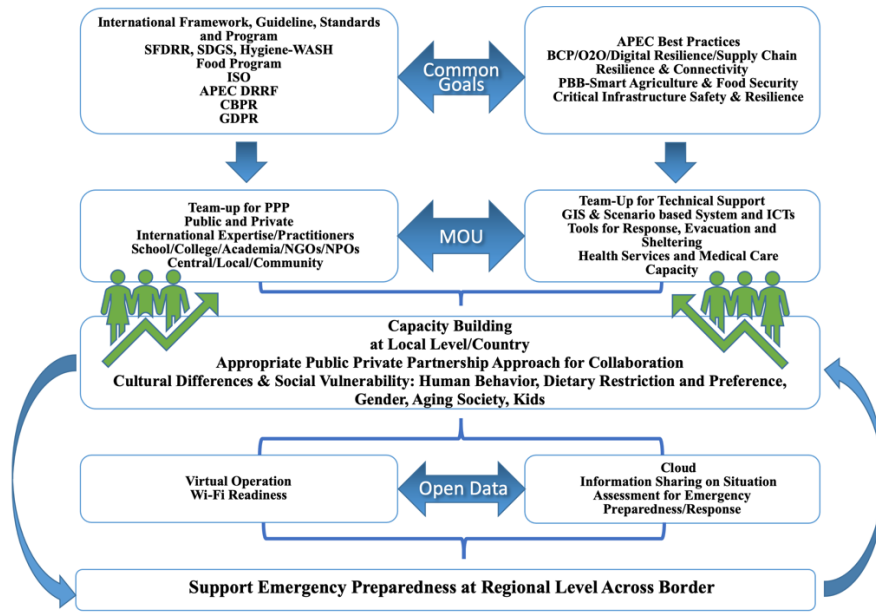 International Framework, Guideline, Standards
and Program
SFDRR, SDGS, Hygiene-WASH
Food Program
ISO
APEC DRRF
CBPR
GDPR
Common
Goals
APEC Best Practices
BCP/O2O/Digital Resilience/Supply Chain
Resilience & Connectivity
PBB-Smart Agriculture & Food Security
Critical Infrastructure Safety & Resilience
Team-up for PPP
Public and Private
International Expertise/Practitioners
School/College/Academia/NGOs/NPOs
Central/Local/Community
MOU
Team-Up for Technical Support
GIS & Scenario based System and ICTs
Tools for Response, Evacuation and
Sheltering
Health Services and Medical Care
Capacity
Capacity Building
at Local Level/Country
Appropriate Public Private Partnership Approach for Collaboration
Cultural Differences & Social Vulnerability: Human Behavior, Dietary Restriction and Preference,
Gender, Aging Society, Kids
Virtual Operation
Wi-Fi Readiness
Open Data
Cloud
Information Sharing on Situation
Assessment for Emergency
Preparedness/Response
Support Emergency Preparedness at Regional Level Across Border